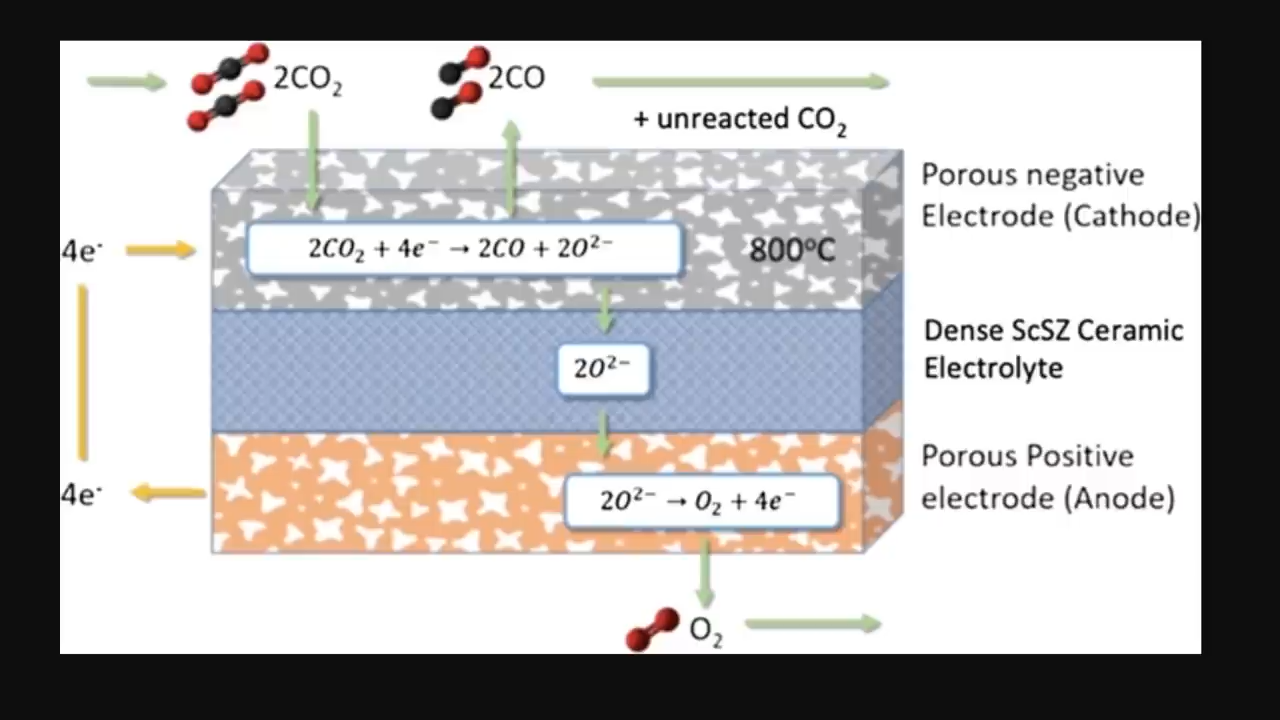 2CO₂
2CO
+ unreacted CO₂
Porous negative
Electrode (Cathode)
4e⁻
2CO₂ + 4e⁻ → 2CO + 2O²⁻
800°C
Dense ScSZ Ceramic
Electrolyte
2O²⁻
Porous Positive
electrode (Anode)
4e⁻
2O²⁻ → O₂ + 4e⁻
O₂